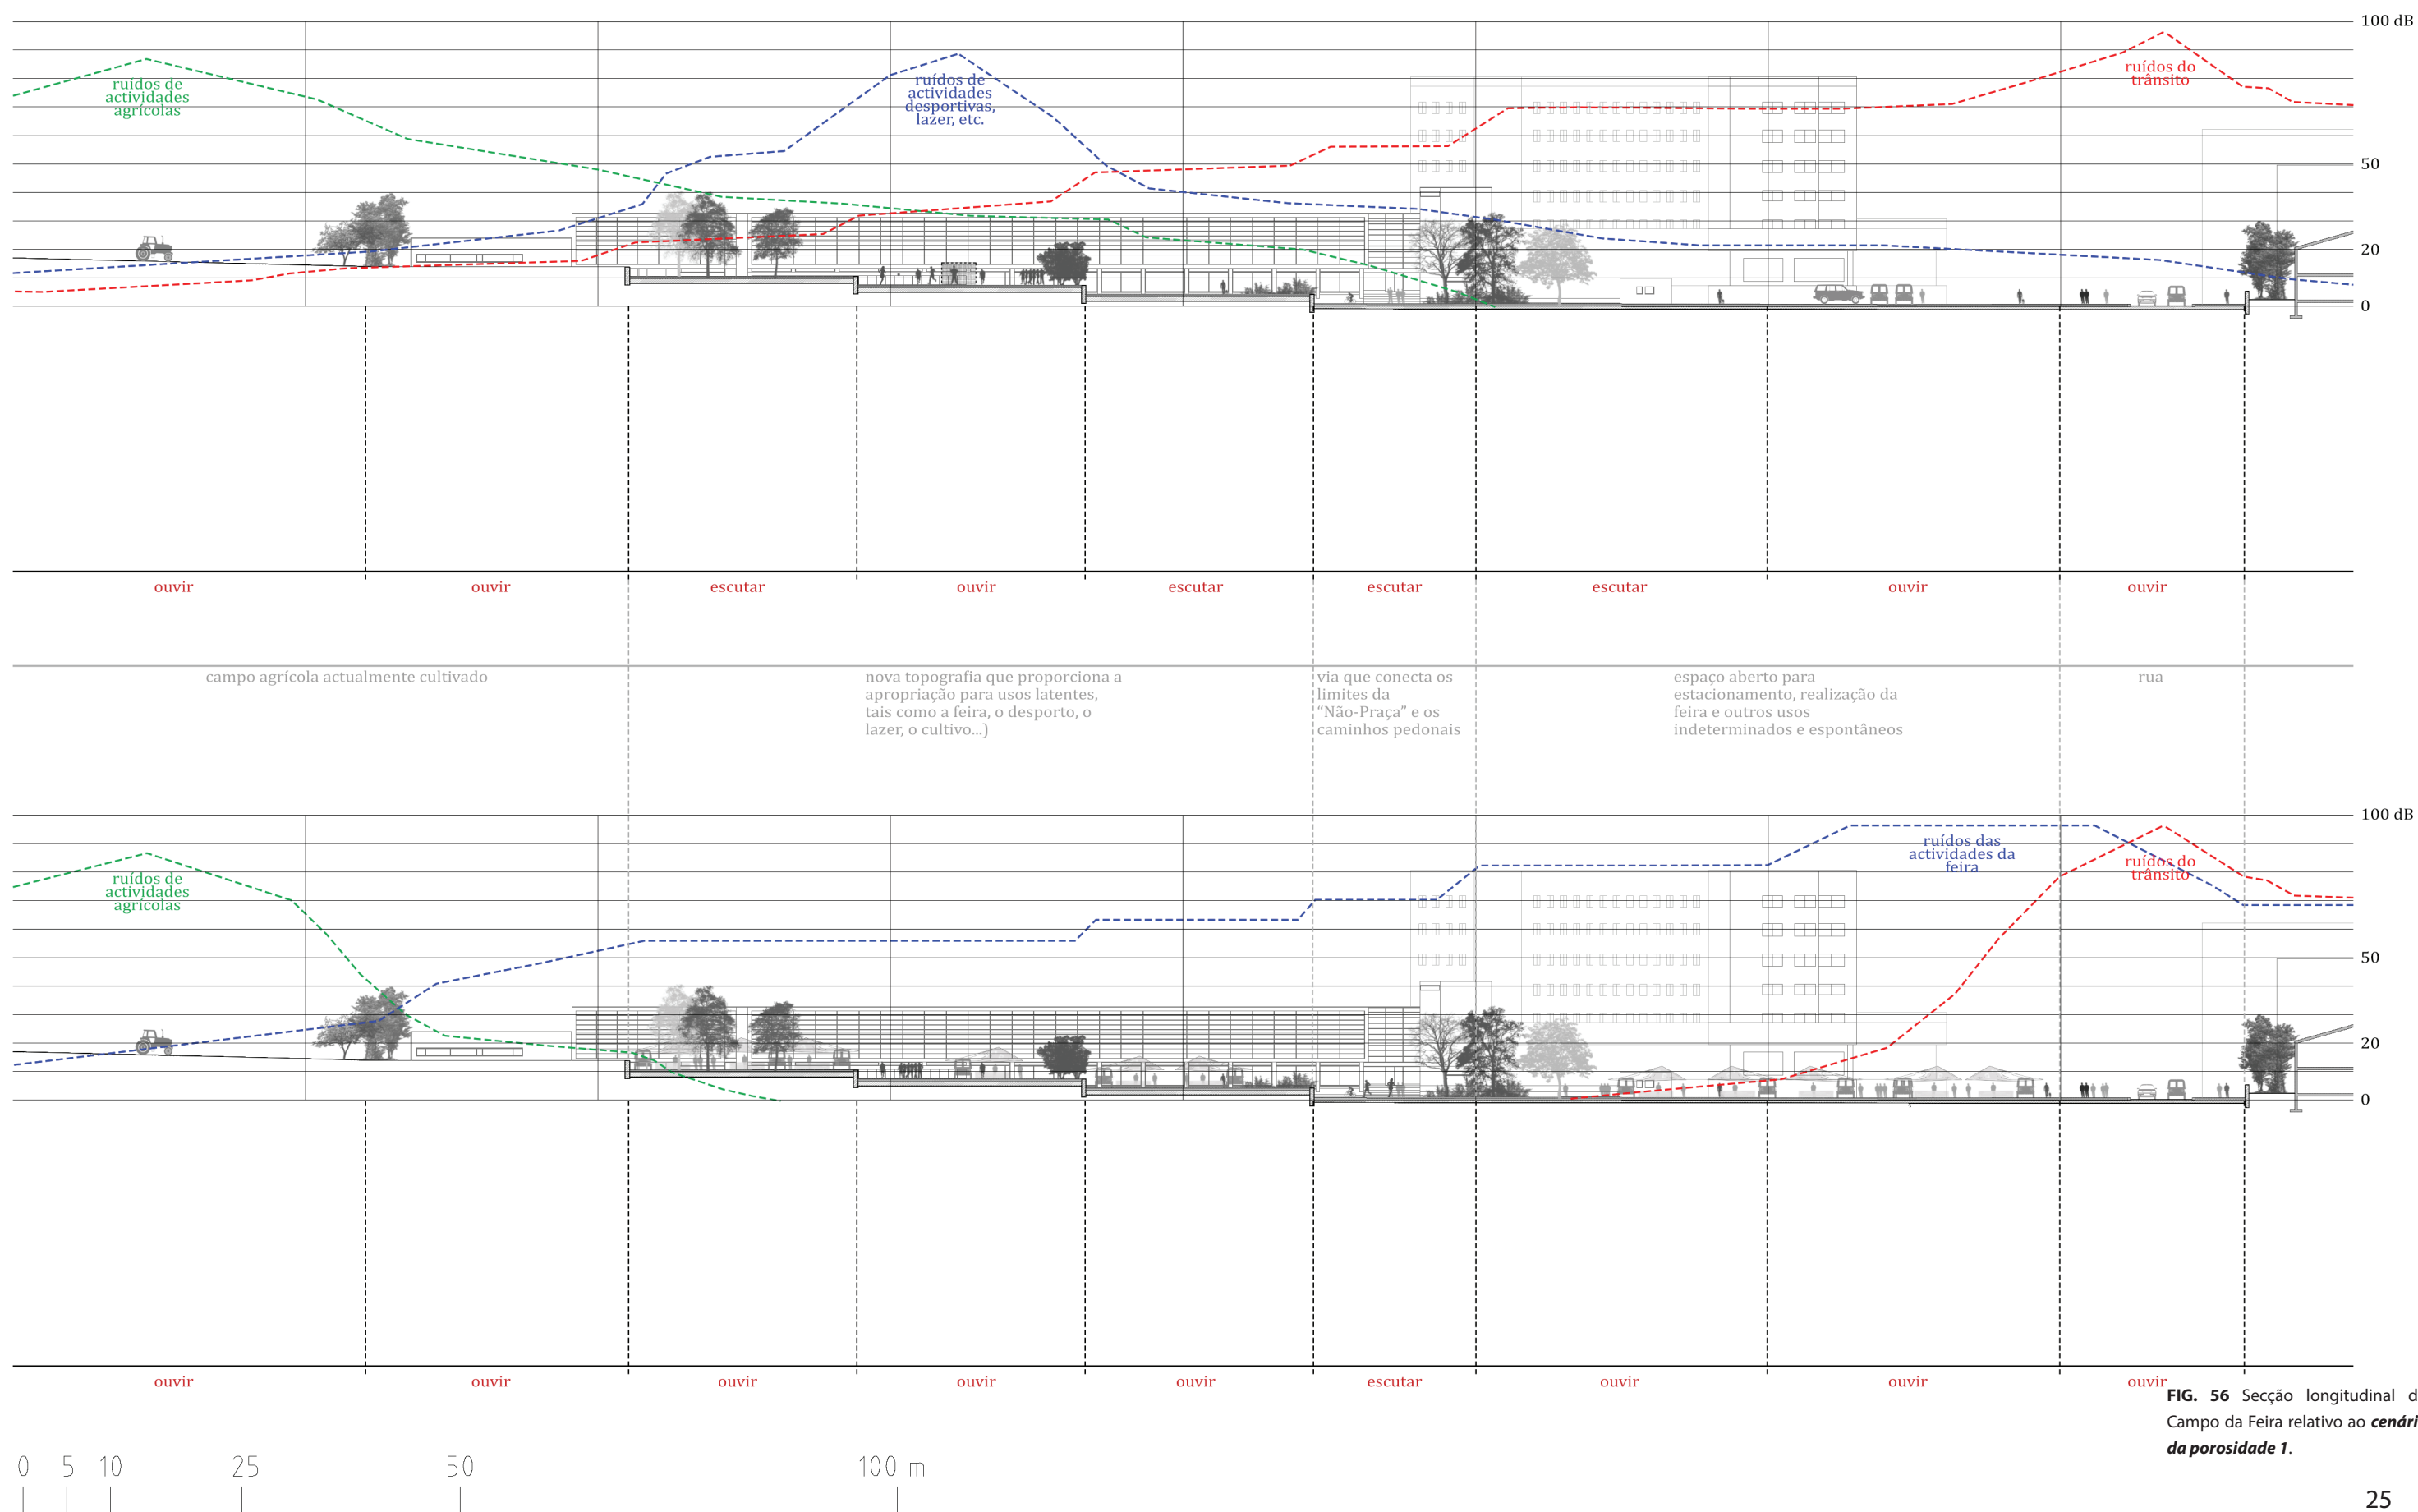 100 dB
ruídos de
actividades
agrícolas
ruídos de
actividades
desportivas,
lazer, etc.
ruídos do
trânsito
50
20
0
ouvir ouvir escutar ouvir escutar escutar escutar ouvir ouvir
campo agrícola actualmente cultivado
nova topografia que proporciona a
apropriação para usos latentes,
tais como a feira, o desporto, o
lazer, o cultivo...)
via que conecta os
limites da
“Não-Praça” e os
caminhos pedonais
espaço aberto para
estacionamento, realização da
feira e outros usos
indeterminados e espontâneos
rua
100 dB
ruídos de
actividades
agrícolas
ruídos das
actividades da
feira
ruídos do
trânsito
50
20
0
ouvir ouvir ouvir ouvir ouvir escutar ouvir ouvir ouvir
FIG. 56 Secção longitudinal d
Campo da Feira relativo ao cenári
da porosidade 1.
0 5 10 25 50 100 m
25